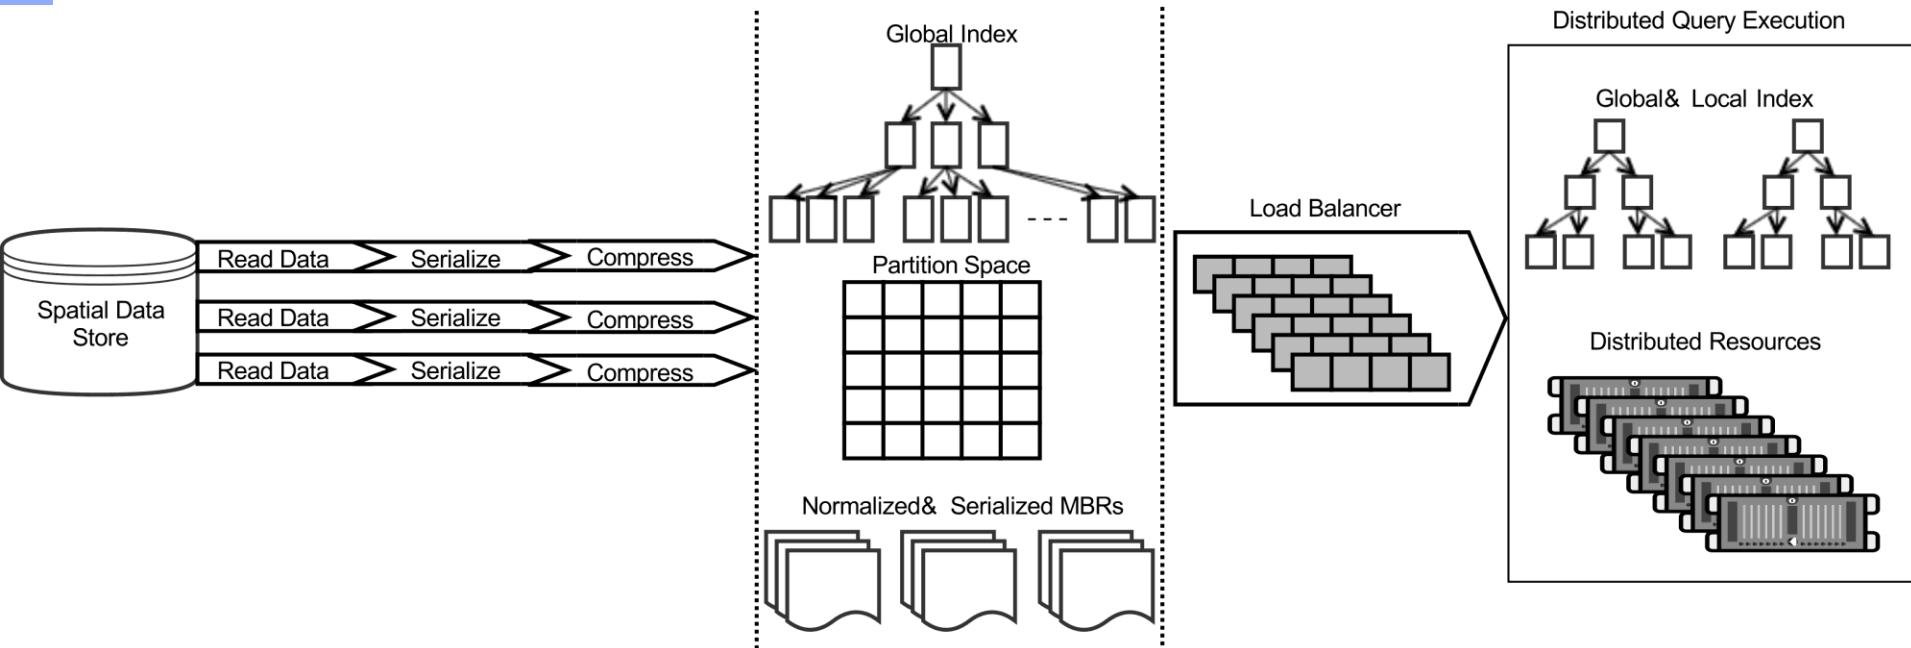 Spatial Data
Store
Read Data
Serialize
Compress
Read Data
Serialize
Compress
Read Data
Serialize
Compress
Global Index
- - -
Partition Space
Normalized& Serialized MBRs
Load Balancer
Distributed Query Execution
Global& Local Index
Distributed Resources